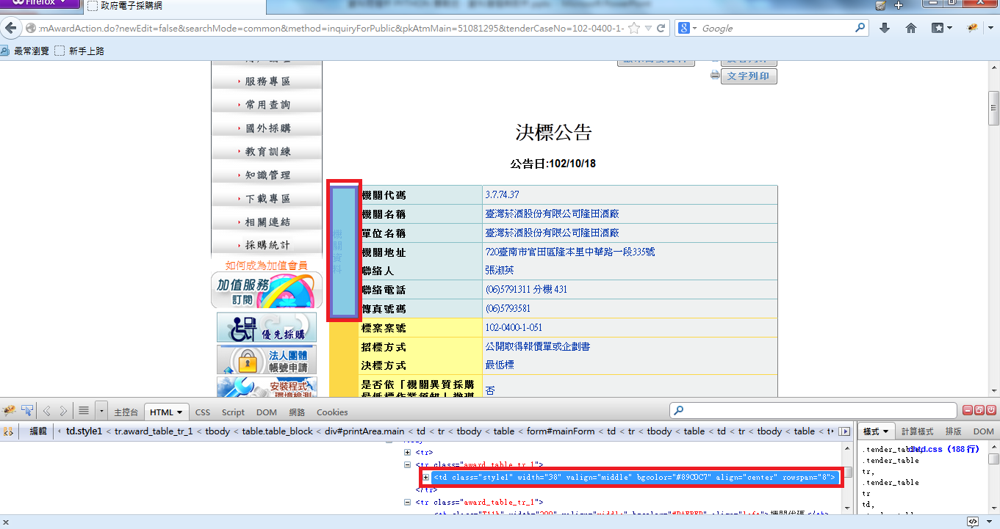 Firefox
政府電子採購網
:mAwardAction.do?newEdit=false&searchMode=common&method=inquiryForPublic&pkAtmMain=51081295&tenderCaseNo=102-0400-1-
Google
最常瀏覽 新手上路
服務專區
常用查詢
國外採購
教育訓練
知識管理
下載專區
相關連結
採購統計
如何成為加值會員
加值服務
訂閱
優先採購
法人團體
帳號申請
安裝程式
環境檢測
文字列印
決標公告
公告日:102/10/18
機關資料
機關代碼 3.7.74.37
機關名稱 臺灣菸酒股份有限公司隆田酒廠
單位名稱 臺灣菸酒股份有限公司隆田酒廠
機關地址 720臺南市官田區隆本里中華路一段335號
聯絡人 張淑英
聯絡電話 (06)5791311 分機 431
傳真號碼 (06)5793581
標案案號 102-0400-1-051
招標方式 公開取得報價單或企劃書
決標方式 最低標
是否依「機關異質採購 否
主控台 HTML CSS Script DOM 網路 Cookies
編輯 td.style1 < tr.award_table_tr_1 < tbody < table.table_block < div#printArea.main < td < tr < tbody < table < form#mainForm < td < tr < tbody < table < td < tr < tbody < table <
樣式 計算樣式 排版 DOM
<tr>
<tr class="award_table_tr_1">
<td class="style1" width="38" valign="middle" bgcolor="#89C0C7" align="center" rowspan="8">
</tr>
<tr class="award_table_tr_1">
.tender_table,
(188 行)
.tender_table
tr,
.tender_table
tr
td,